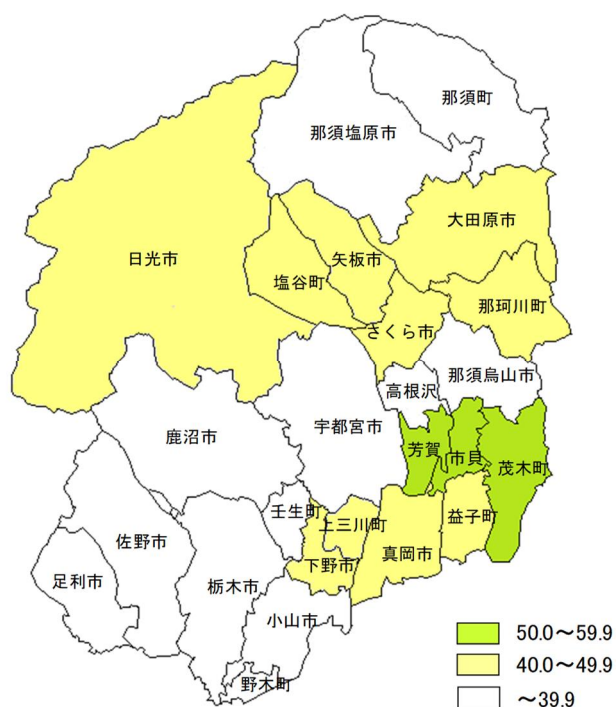 那須町
那須塩原市
大田原市
日光市
矢板市
塩谷町
那珂川町
さくら市
那須烏山市
高根沢
宇都宮市
鹿沼市
芳賀
市貝
茂木町
壬生町
上三川町
益子町
佐野市
真岡市
下野市
足利市
栃木市
小山市
野木町
50.0～59.9
40.0～49.9
～39.9